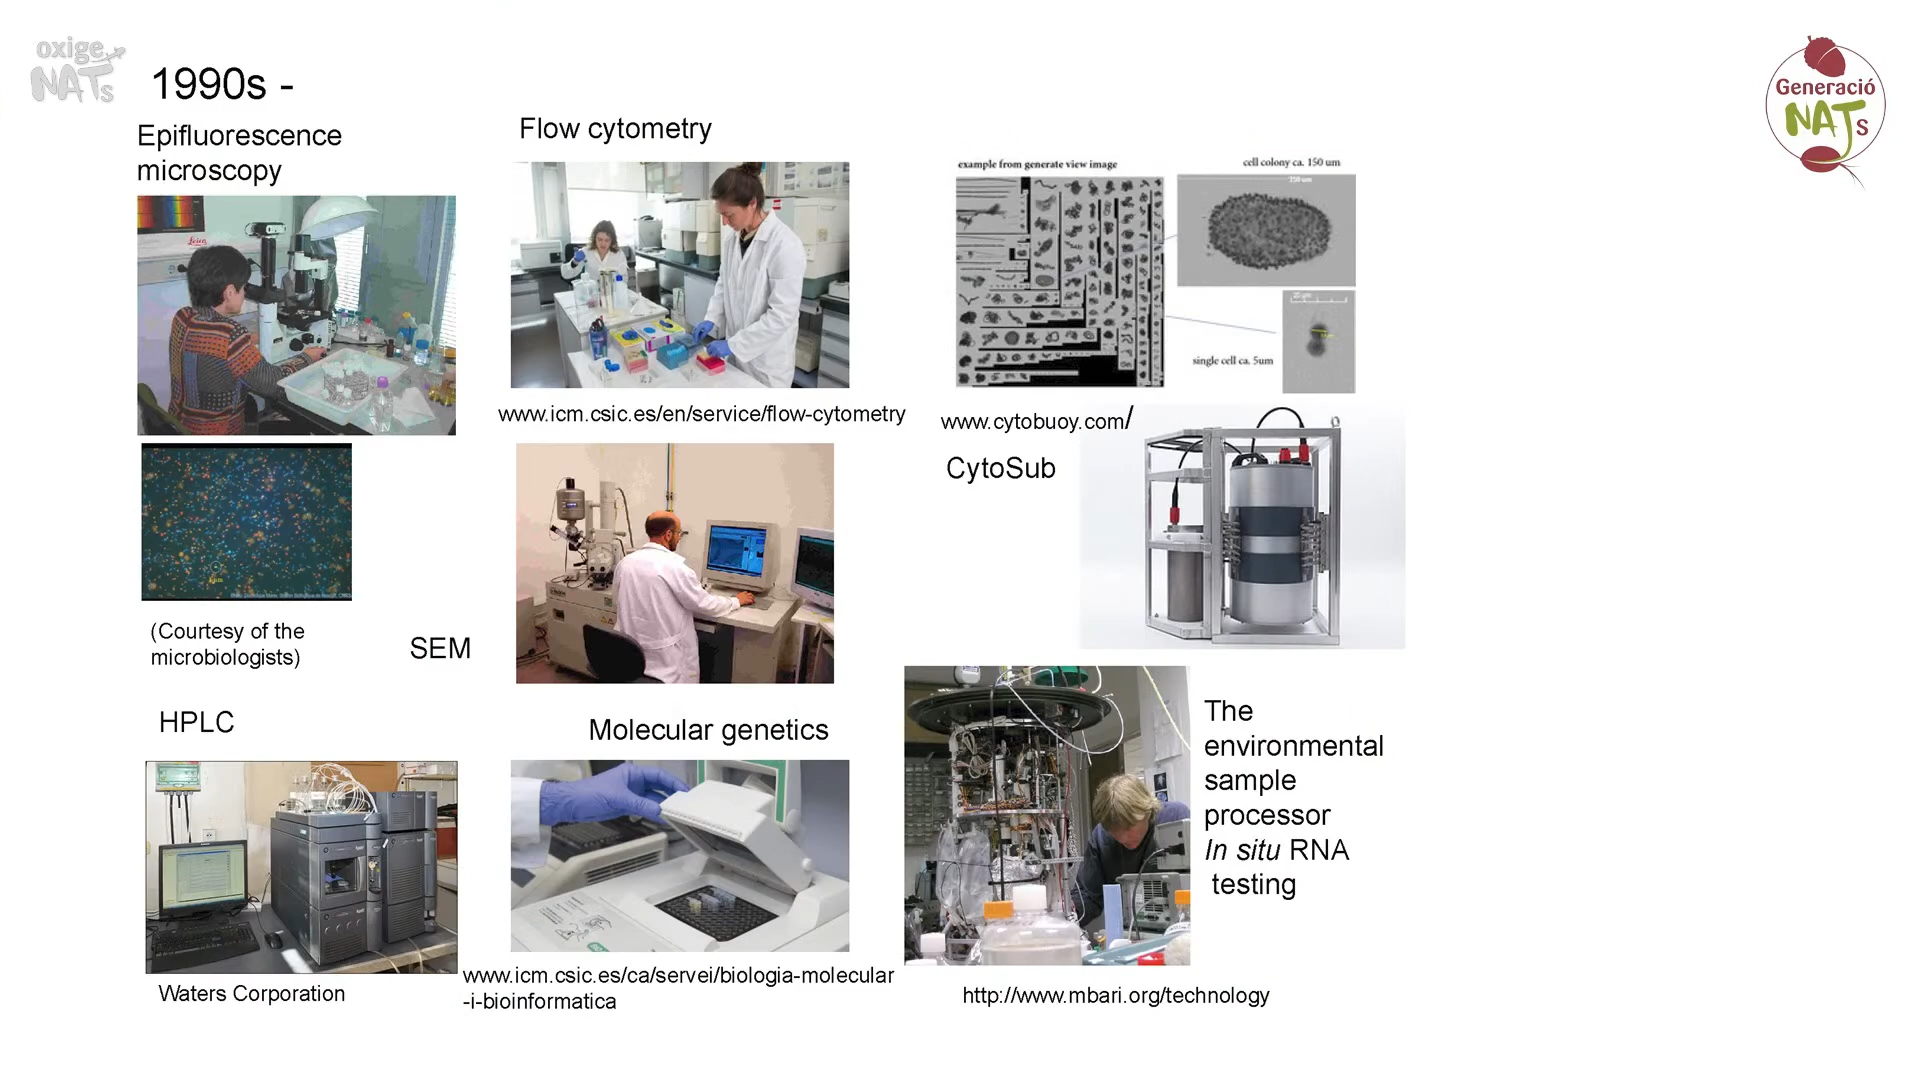 oxige
NATs
1990s -
Generació
NATs
Epifluorescence
microscopy
Flow cytometry
example from generate view image
cell colony ca. 150 um
250 um
single cell ca. 5um
Leica
www.icm.csic.es/en/service/flow-cytometry
www.cytobuoy.com/
CytoSub
(Courtesy of the
microbiologists)
SEM
HPLC
Molecular genetics
The
environmental
sample
processor
In situ RNA
testing
Waters Corporation
www.icm.csic.es/ca/servei/biologia-molecular
-i-bioinformatica
http://www.mbari.org/technology